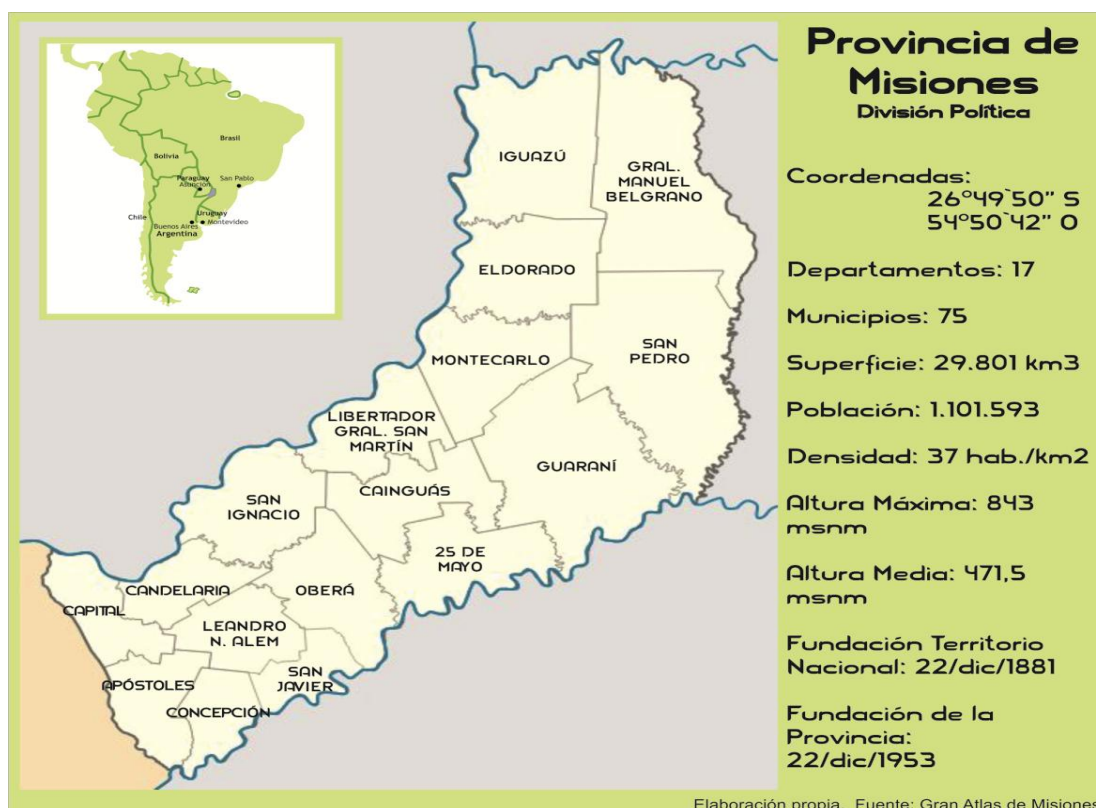 Provincia de
Misiones
División Política
Coordenadas:
26°49`50" S
54°50`42" O
Departamentos: 17
Municipios: 75
Superficie: 29.801 km3
Población: 1.101.593
Densidad: 37 hab./km2
Altura Máxima: 843
msnm
Altura Media: 471,5
msnm
Fundación Territorio
Nacional: 22/dic/1881
Fundación de la
Provincia:
22/dic/1953
Brasil
Bolivia
Paraguay
Asunción
San Pablo
Chile
Uruguay
Buenos Aires
Montevideo
Argentina
IGUAZÚ
GRAL.
MANUEL
BELGRANO
ELDORADO
MONTECARLO
SAN
PEDRO
LIBERTADOR
GRAL. SAN
MARTÍN
GUARANÍ
CAINGUÁS
SAN
IGNACIO
25 DE
MAYO
CANDELARIA
OBERÁ
CAPITAL
LEANDRO
N. ALEM
SAN
JAVIER
APÓSTOLES
CONCEPCIÓN
Elaboración propia. Fuente: Gran Atlas de Misiones